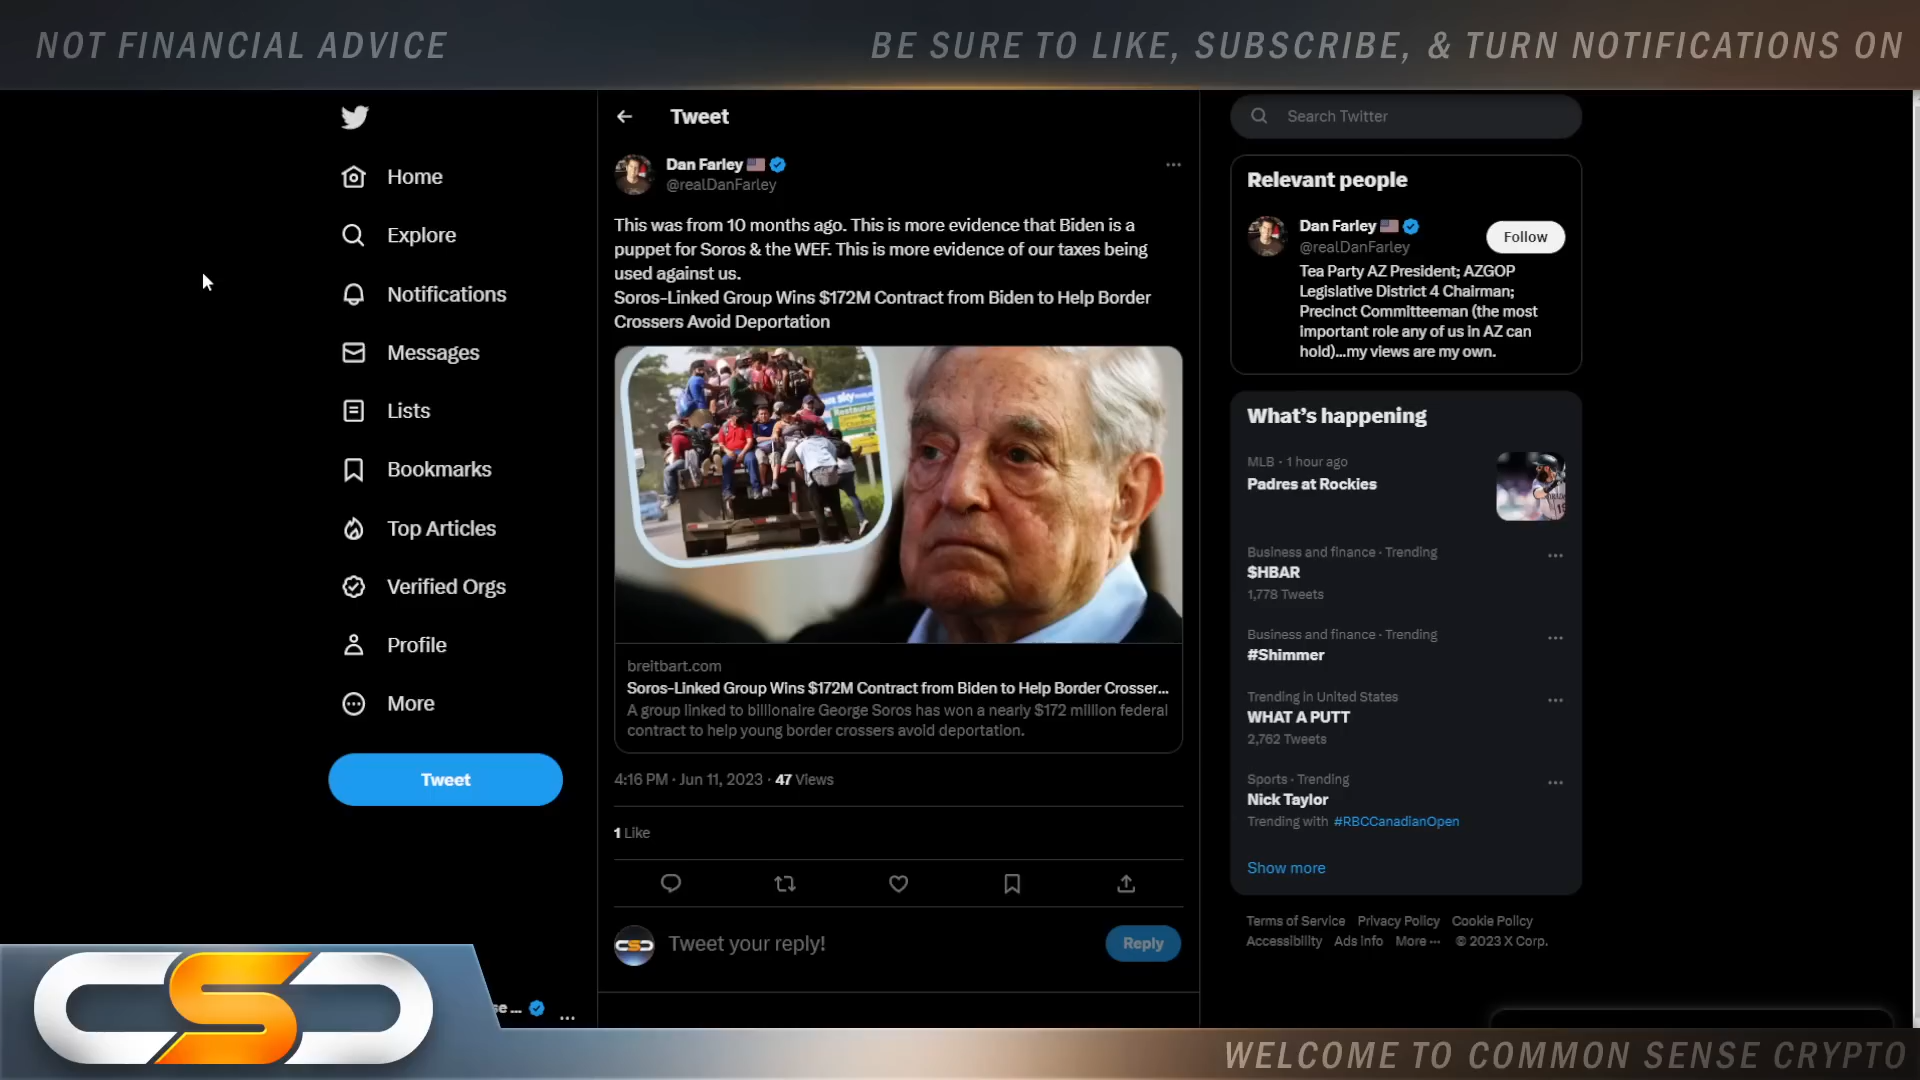 NOT FINANCIAL ADVICE
BE SURE TO LIKE, SUBSCRIBE, & TURN NOTIFICATIONS ON
Home
Explore
Notifications
Messages
Lists
Bookmarks
Top Articles
Verified Orgs
Profile
More
Tweet
se ...
Tweet
Dan Farley
@realDanFarley
This was from 10 months ago. This is more evidence that Biden is a
puppet for Soros & the WEF. This is more evidence of our taxes being
used against us.
Soros-Linked Group Wins $172M Contract from Biden to Help Border
Crossers Avoid Deportation
sky
Restaura
breitbart.com
Soros-Linked Group Wins $172M Contract from Biden to Help Border Crosser...
A group linked to billionaire George Soros has won a nearly $172 million federal
contract to help young border crossers avoid deportation.
4:16 PM · Jun 11, 2023 · 47 Views
1 Like
CSC
Tweet your reply!
Reply
Search Twitter
Relevant people
Dan Farley
@realDanFarley
Follow
Tea Party AZ President; AZGOP
Legislative District 4 Chairman;
Precinct Committeeman (the most
important role any of us in AZ can
hold)...my views are my own.
What's happening
MLB · 1 hour ago
Padres at Rockies
Business and finance · Trending
$HBAR
1,778 Tweets
Business and finance · Trending
#Shimmer
Trending in United States
WHAT A PUTT
2,762 Tweets
Sports · Trending
Nick Taylor
Trending with #RBCCanadianOpen
Show more
Terms of Service Privacy Policy Cookie Policy
Accessibility Ads info More ··· © 2023 X Corp.
CSC
WELCOME TO COMMON SENSE CRYPTO